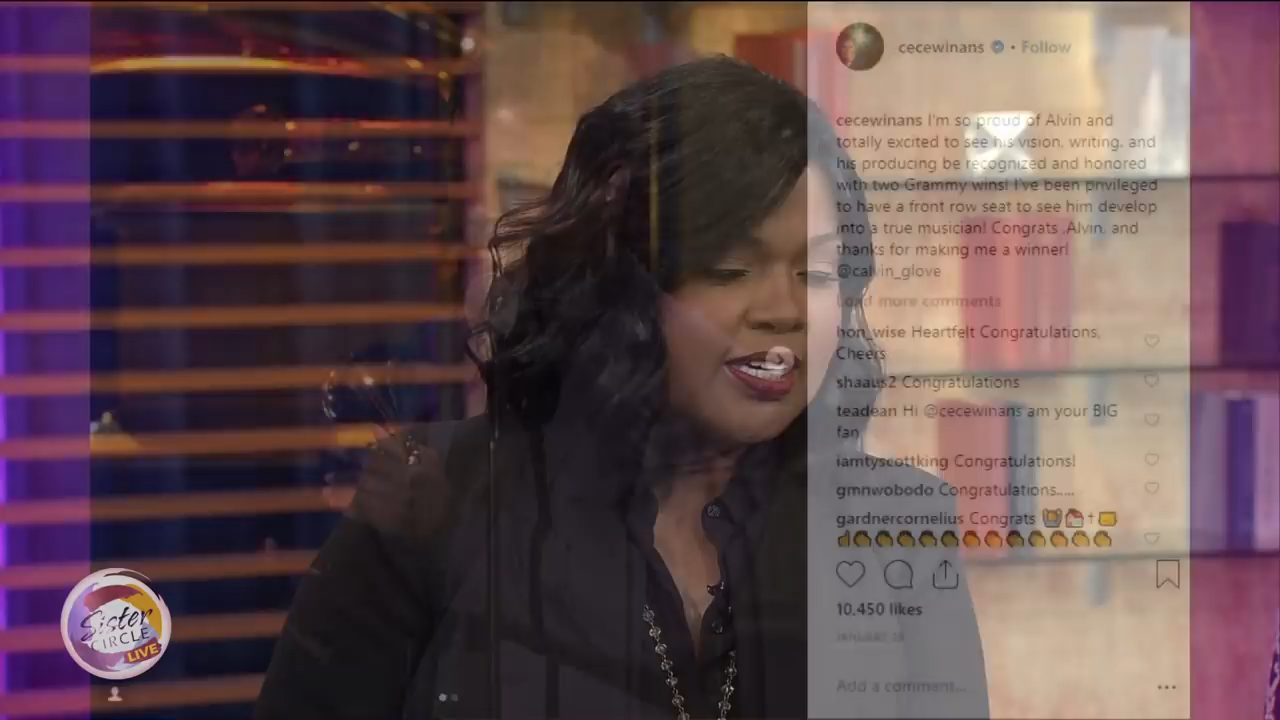 cecewinans • Follow
cecewinans I'm so proud of Alvin and
totally excited to see his vision, writing, and
his producing be recognized and honored
with two Grammy wins! I've been privileged
to have a front row seat to see him develop
into a true musician! Congrats .Alvin, and
thanks for making me a winner!
@calvin_glove
Load more comments
hon_wise Heartfelt Congratulations,
Cheers
shaaus2 Congratulations
teadean Hi @cecewinans am your BIG
fan
iamtyscottking Congratulations!
gmnwobodo Congratulations.....
gardnercornelius Congrats
10,450 likes
Add a comment...
Sister
CIRCLE
LIVE